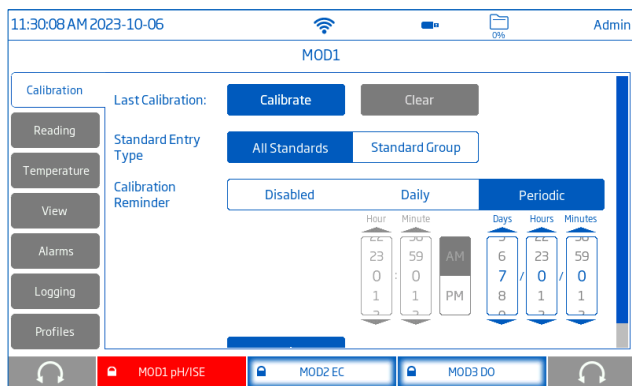 11:30:08 AM 2023-10-06
0%
Admin
MOD1
Calibration
Reading
Temperature
View
Alarms
Logging
Profiles
Last Calibration: Calibrate Clear
Standard Entry Type All Standards Standard Group
Calibration Reminder Disabled Daily Periodic
Hour Minute Days Hours Minutes
23 59 AM 6 23 59
0 : 0 7 / 0 / 0
1 1 PM 8 1 1
MOD1 pH/ISE MOD2 EC MOD3 DO